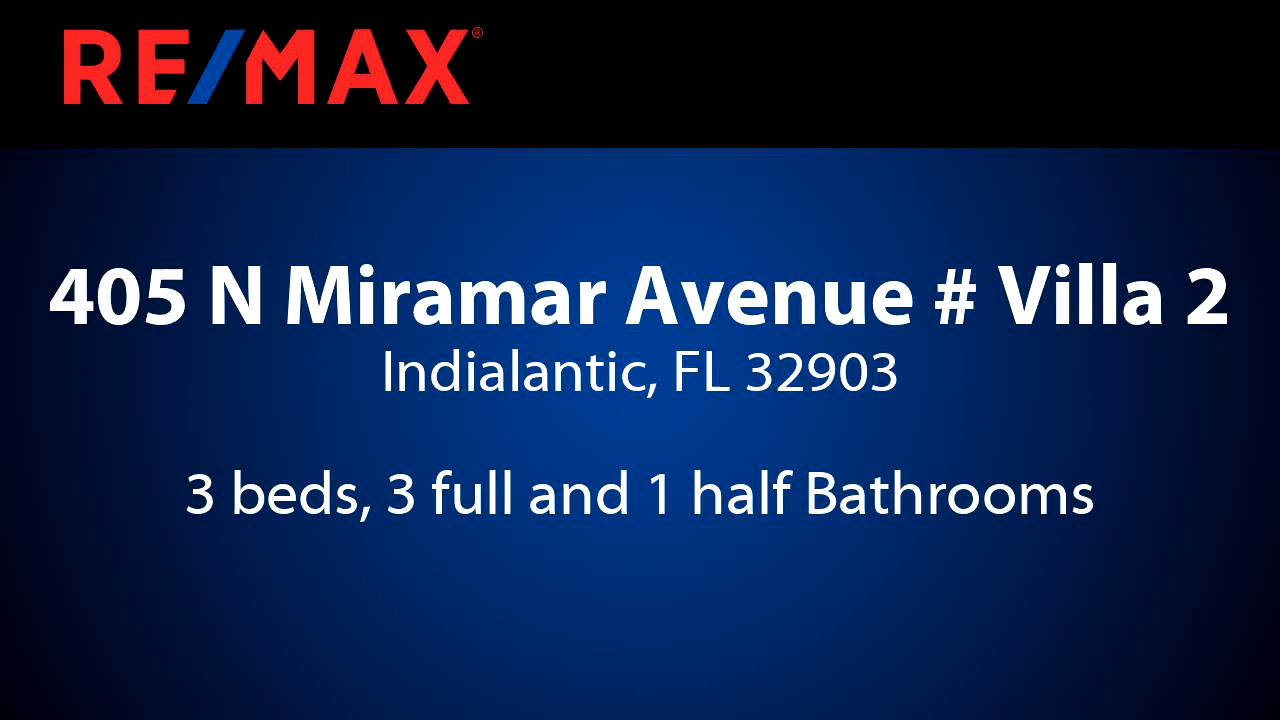 RE/MAX®
405 N Miramar Avenue # Villa 2
Indialantic, FL 32903
3 beds, 3 full and 1 half Bathrooms